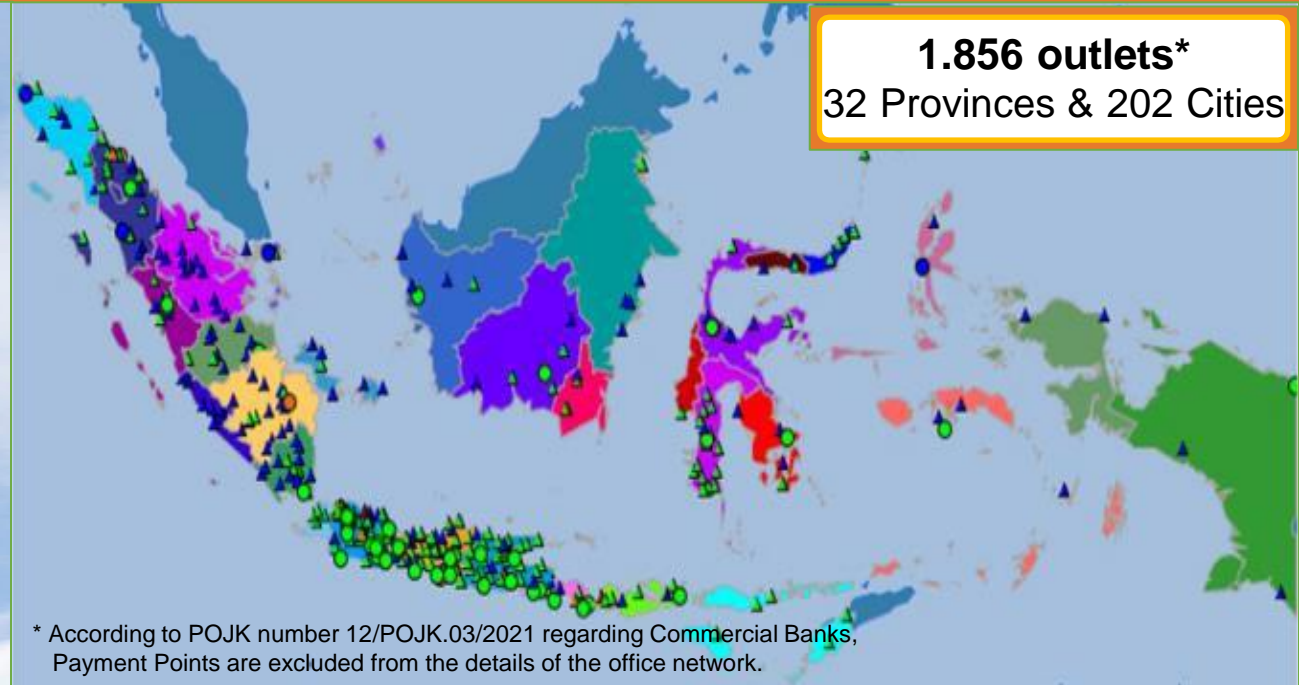 1.856 outlets*
32 Provinces & 202 Cities
* According to POJK number 12/POJK.03/2021 regarding Commercial Banks,
Payment Points are excluded from the details of the office network.